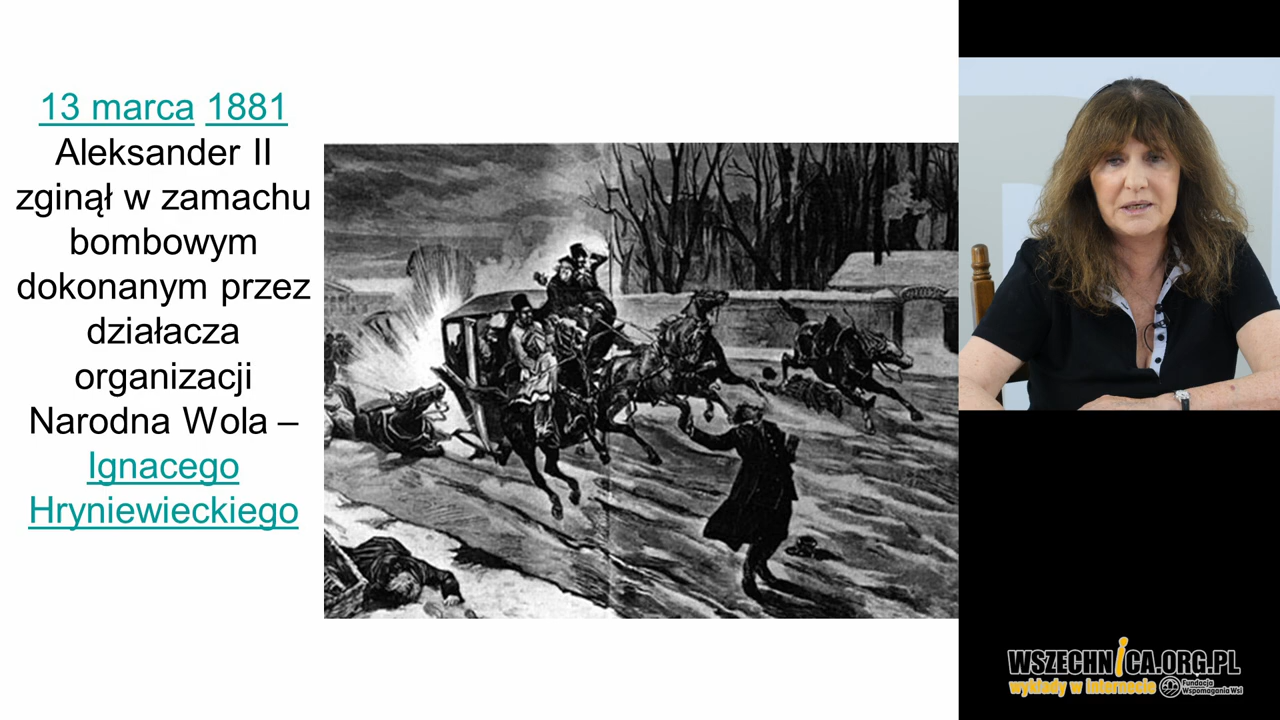 13 marca 1881
Aleksander II
zginął w zamachu
bombowym
dokonanym przez
działacza
organizacji
Narodna Wola –
Ignacego
Hryniewieckiego
WSZECHNICA.ORG.PL
wykłady w internecie
Fundacja
Wspomagania Wsi